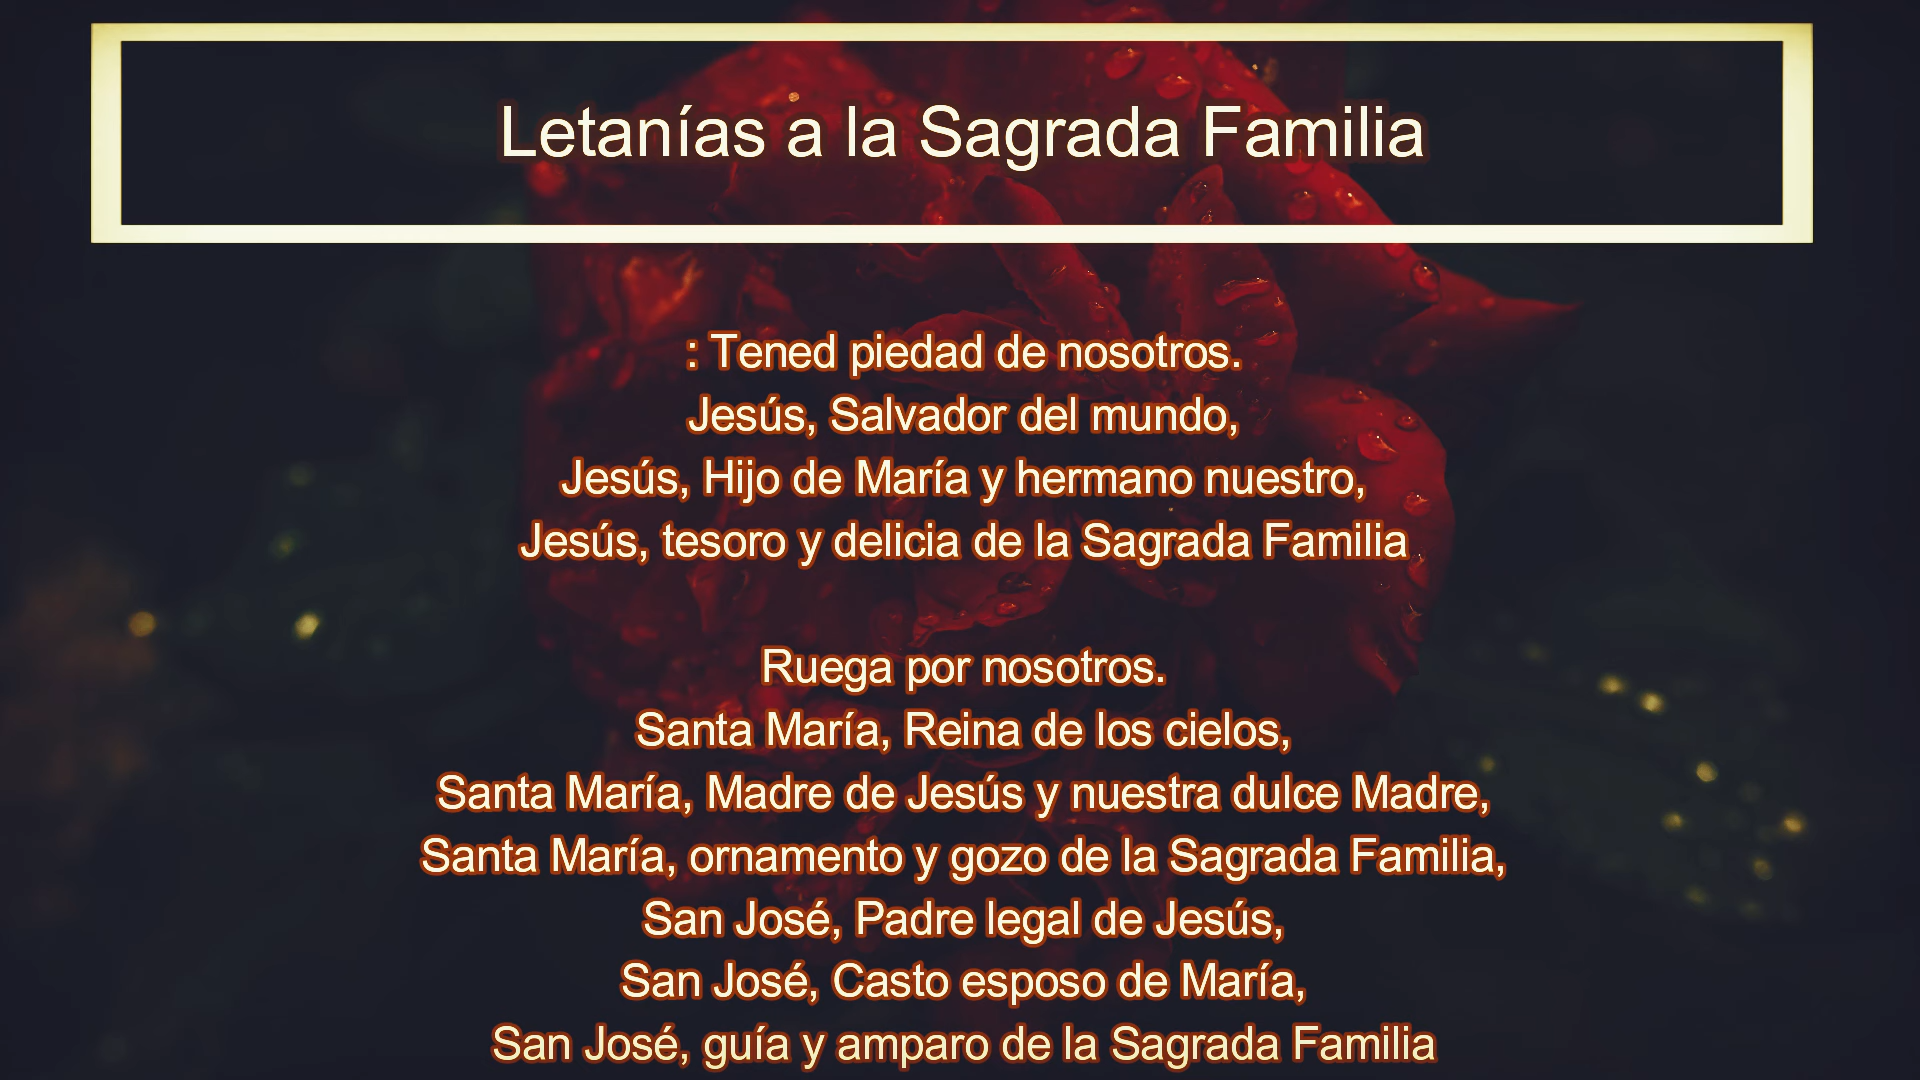 Letanías a la Sagrada Familia
: Tened piedad de nosotros.
Jesús, Salvador del mundo,
Jesús, Hijo de María y hermano nuestro,
Jesús, tesoro y delicia de la Sagrada Familia
Ruega por nosotros.
Santa María, Reina de los cielos,
Santa María, Madre de Jesús y nuestra dulce Madre,
Santa María, ornamento y gozo de la Sagrada Familia,
San José, Padre legal de Jesús,
San José, Casto esposo de María,
San José, guía y amparo de la Sagrada Familia